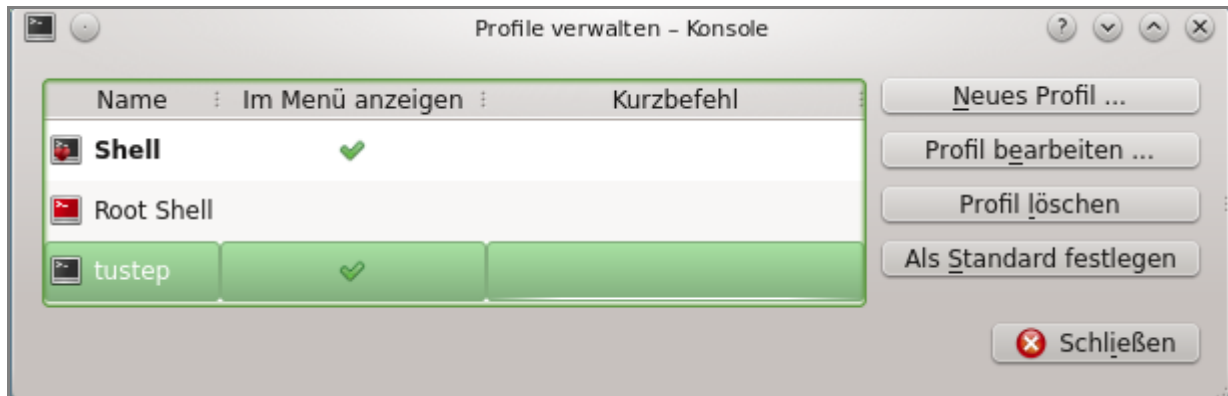 Profile verwalten – Konsole
Name Im Menü anzeigen Kurzbefehl
Shell
Root Shell
tustep
Neues Profil ...
Profil bearbeiten ...
Profil löschen
Als Standard festlegen
Schließen